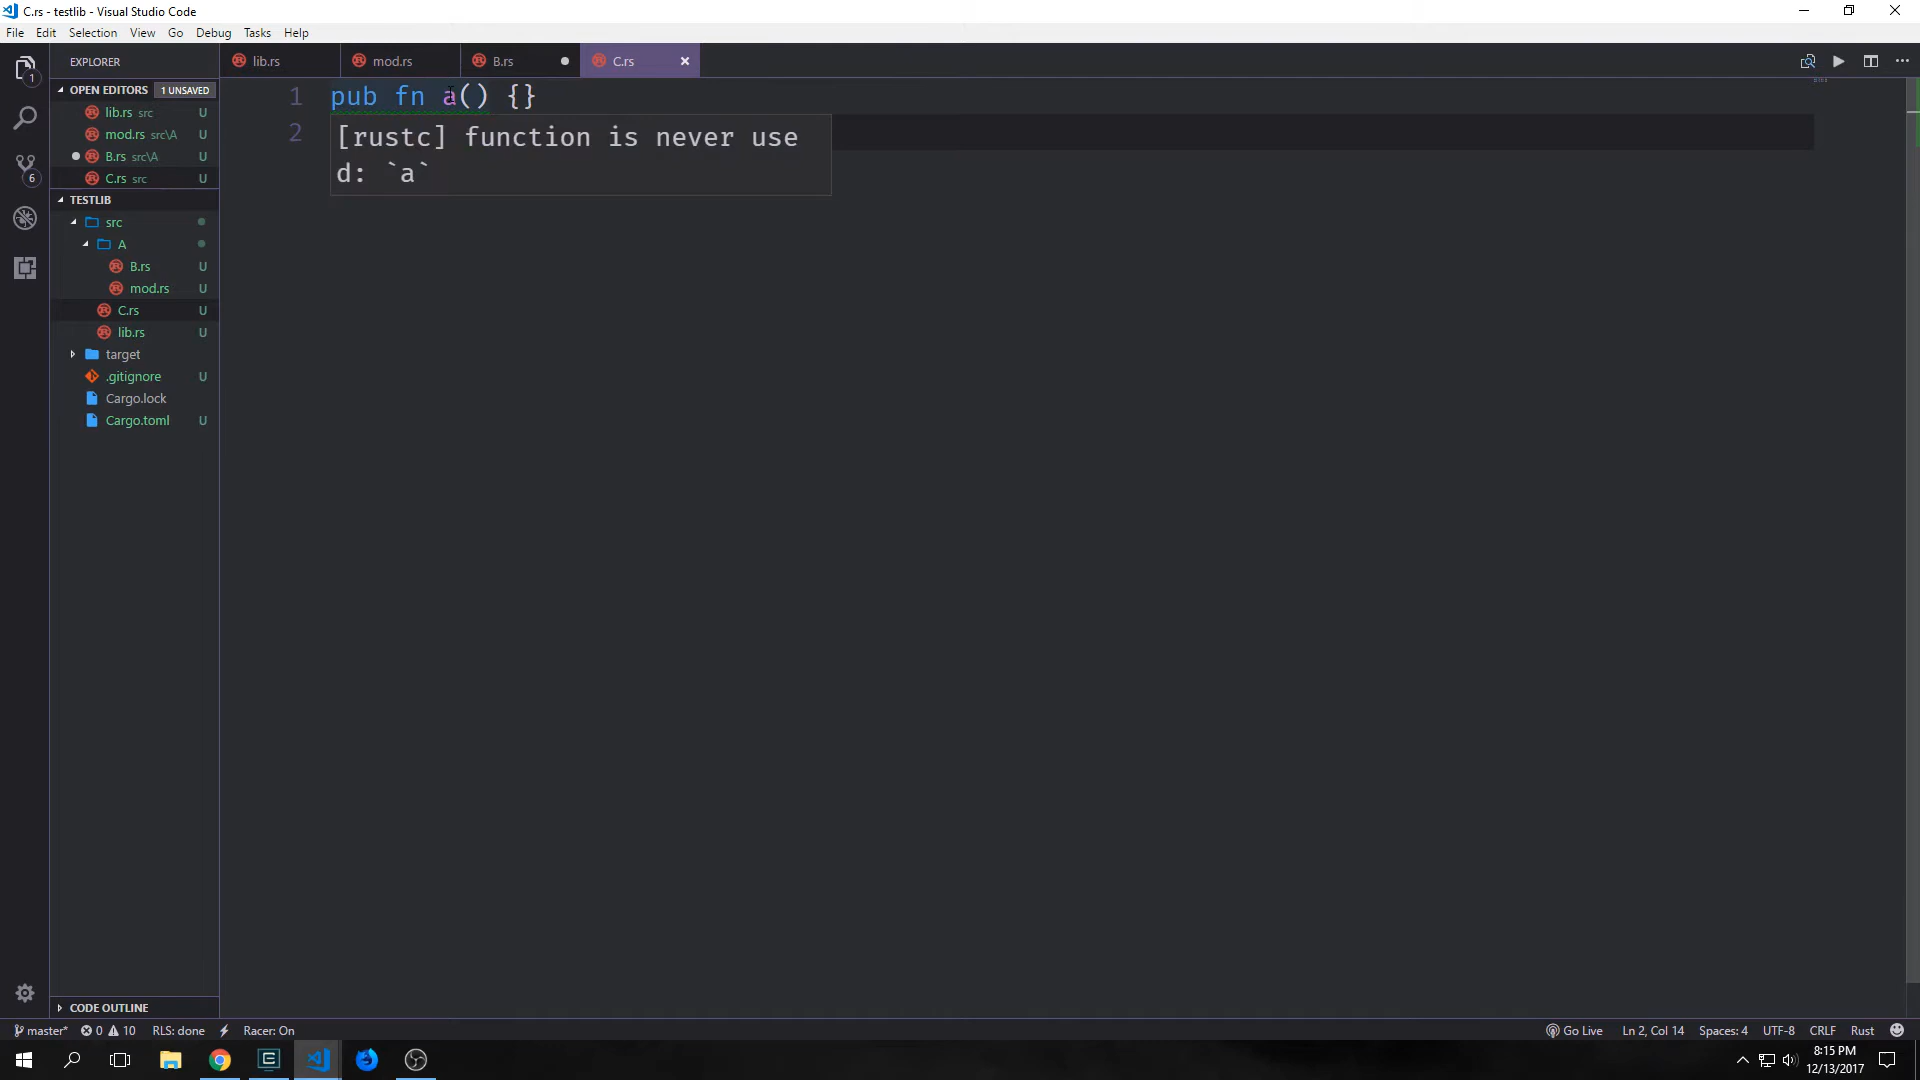 C.rs - testlib - Visual Studio Code
File Edit Selection View Go Debug Tasks Help
1
EXPLORER
lib.rs mod.rs B.rs C.rs
OPEN EDITORS 1 UNSAVED
lib.rs src U
mod.rs src\A U
B.rs src\A U
C.rs src U
6
TESTLIB
src
A
B.rs U
mod.rs U
C.rs U
lib.rs U
target
.gitignore U
Cargo.lock
Cargo.toml U
CODE OUTLINE
1 pub fn a() {}
2
[rustc] function is never use
d: `a`
master* 0 10 RLS: done Racer: On Go Live Ln 2, Col 14 Spaces: 4 UTF-8 CRLF Rust
8:15 PM
12/13/2017